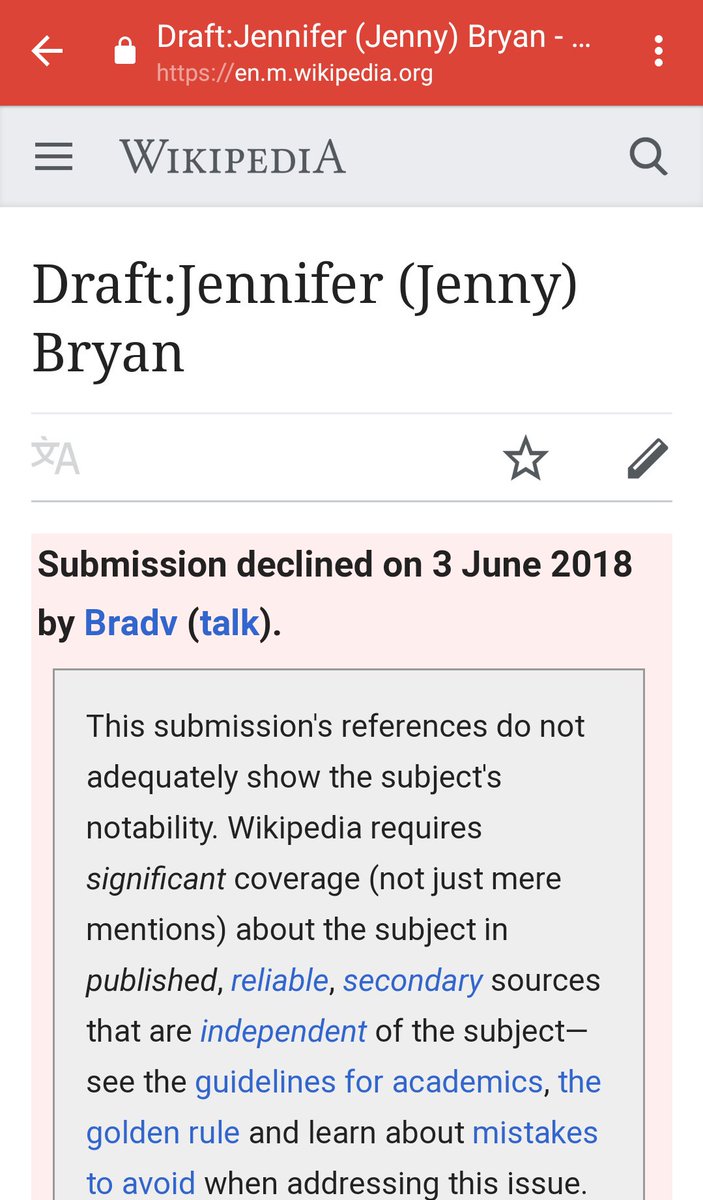 Draft:Jennifer (Jenny) Bryan - ...
https://en.m.wikipedia.org
WIKIPEDIA
Draft:Jennifer (Jenny)
Bryan
文A
Submission declined on 3 June 2018
by Bradv (talk).
This submission's references do not
adequately show the subject's
notability. Wikipedia requires
significant coverage (not just mere
mentions) about the subject in
published, reliable, secondary sources
that are independent of the subject—
see the guidelines for academics, the
golden rule and learn about mistakes
to avoid when addressing this issue.